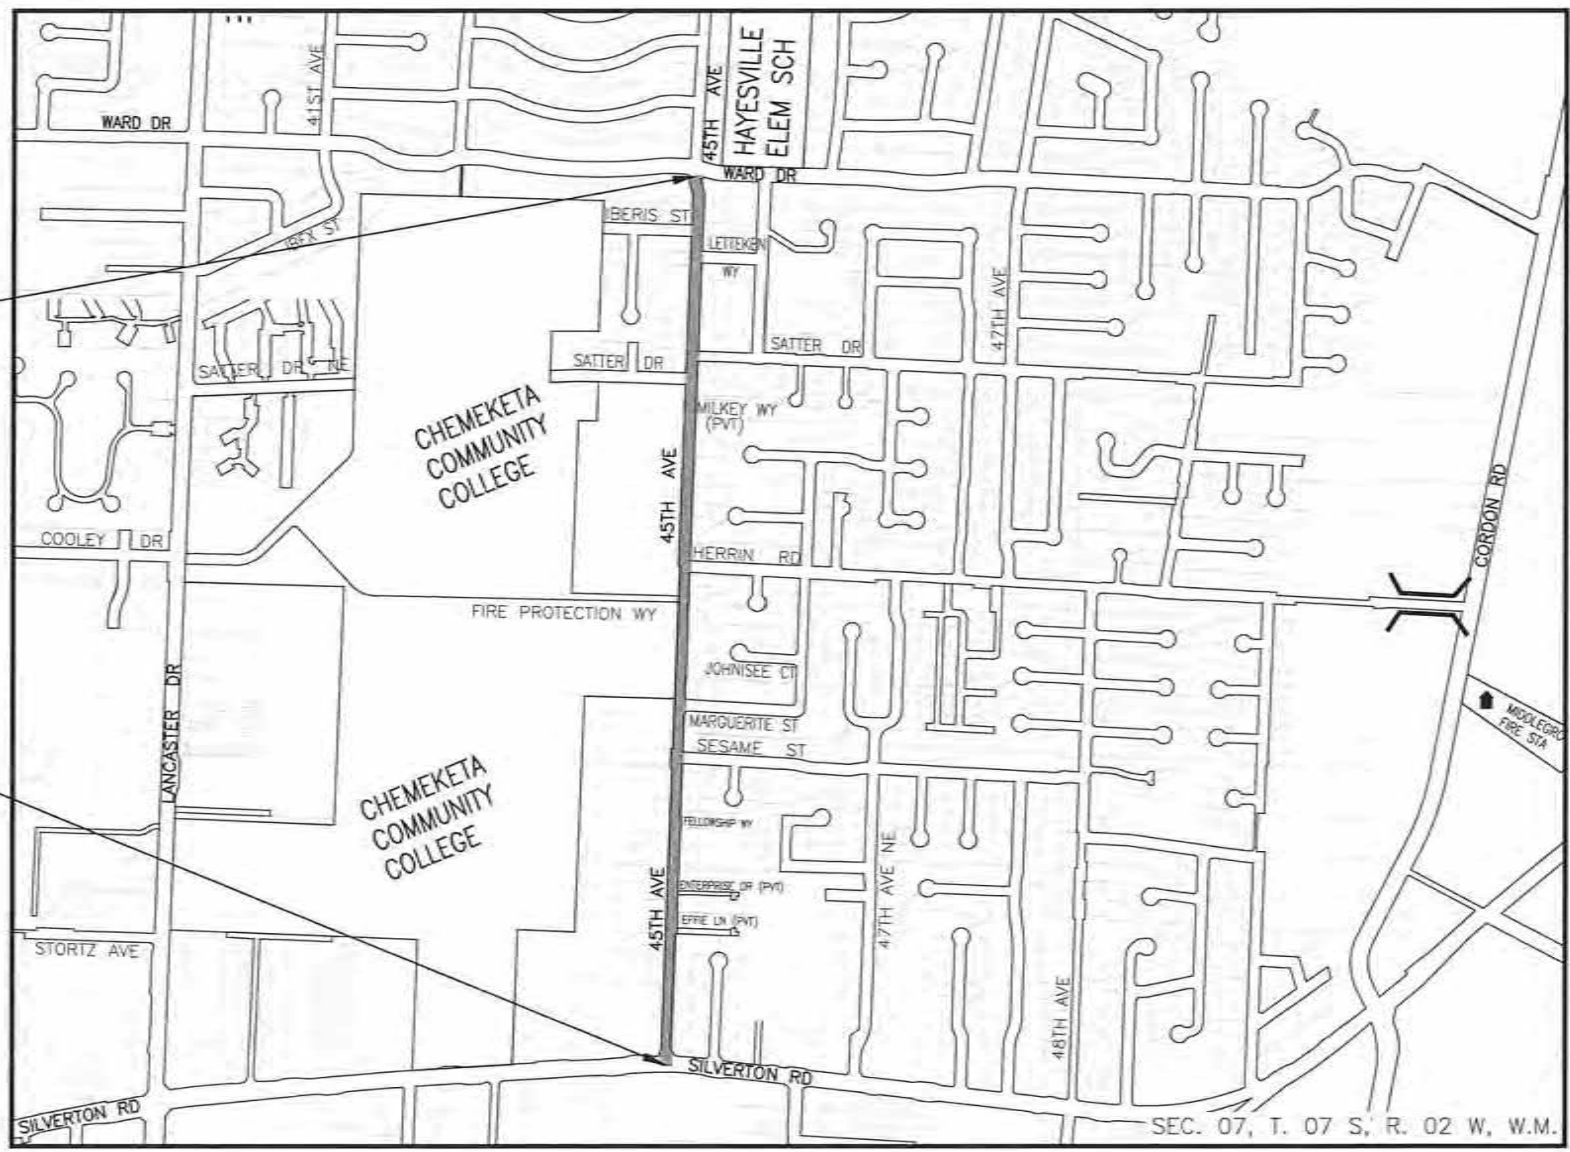 41ST AVE
45TH AVE
HAYESVILLE
ELEM SCH
WARD DR
WARD DR
IBERIS ST
IBEX ST
LETTEKEN
WY
47TH AVE
SATTER DR
SATTER DR NE
SATTER DR
CHEMEKETA
COMMUNITY
COLLEGE
MILKEY WY
(PVT)
45TH AVE
CORDON RD
COOLEY DR
HERRIN RD
FIRE PROTECTION WY
LANCASTER DR
JOHNISEE CT
MARGUERITE ST
SESAME ST
MIDDLEGRO
FIRE STA
CHEMEKETA
COMMUNITY
COLLEGE
FELLOWSHIP WY
45TH AVE
ENTERPRISE DR (PVT)
EFFIE LN (PVT)
47TH AVE NE
STORTZ AVE
48TH AVE
SILVERTON RD
SILVERTON RD
SEC. 07, T. 07 S, R. 02 W, W.M.